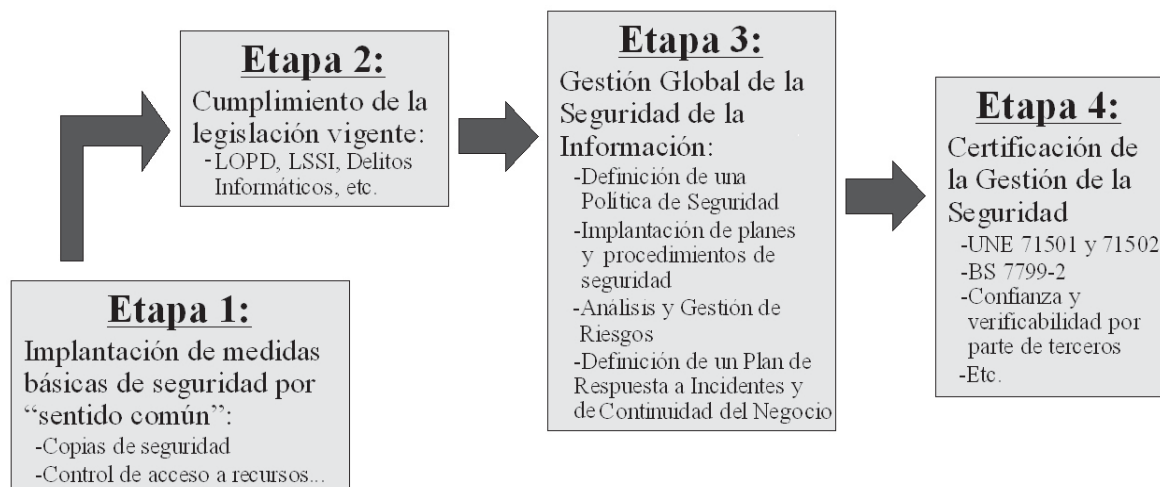 Etapa 1:
Implantación de medidas
básicas de seguridad por
“sentido común”:
-Copias de seguridad
-Control de acceso a recursos...
Etapa 2:
Cumplimiento de la
legislación vigente:
-LOPD, LSSI, Delitos
Informáticos, etc.
Etapa 3:
Gestión Global de la
Seguridad de la
Información:
-Definición de una
Política de Seguridad
-Implantación de planes
y procedimientos de
seguridad
-Análisis y Gestión de
Riesgos
-Definición de un Plan de
Respuesta a Incidentes y
de Continuidad del Negocio
Etapa 4:
Certificación de
la Gestión de la
Seguridad
-UNE 71501 y 71502
-BS 7799-2
-Confianza y
verificabilidad por
parte de terceros
-Etc.